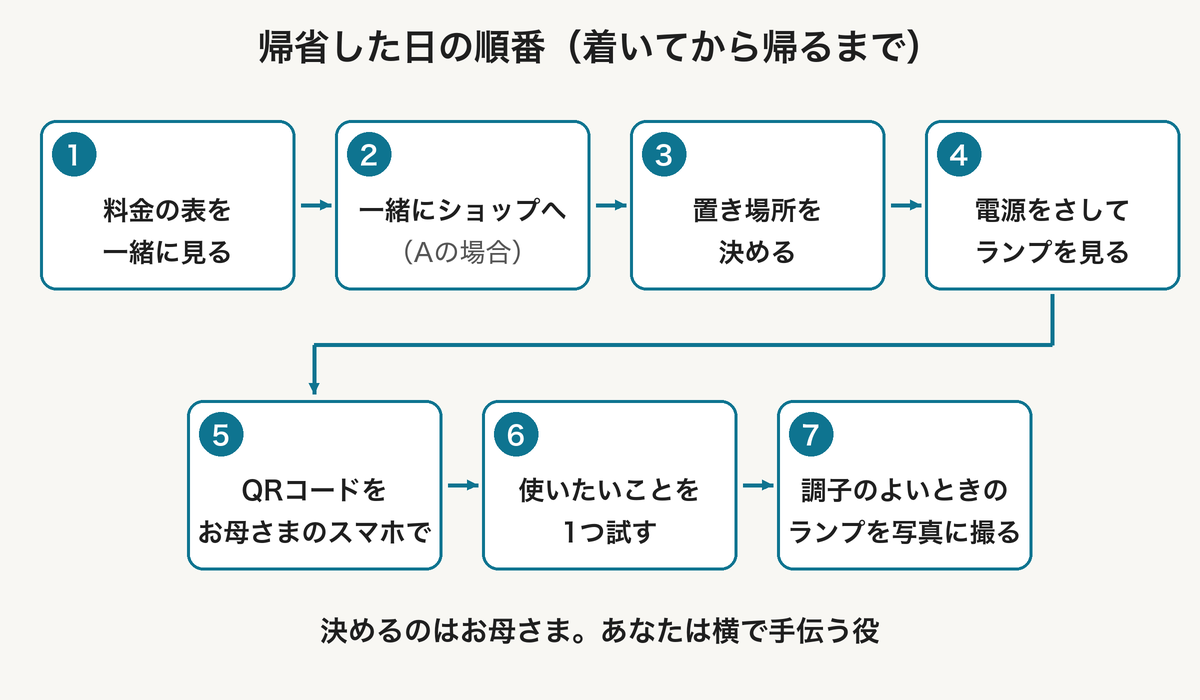 帰省した日の順番（着いてから帰るまで）
1
料金の表を
一緒に見る
2
一緒にショップへ
（Aの場合）
3
置き場所を
決める
4
電源をさして
ランプを見る
5
QRコードを
お母さまのスマホで
6
使いたいことを
1つ試す
7
調子のよいときの
ランプを写真に撮る
決めるのはお母さま。あなたは横で手伝う役